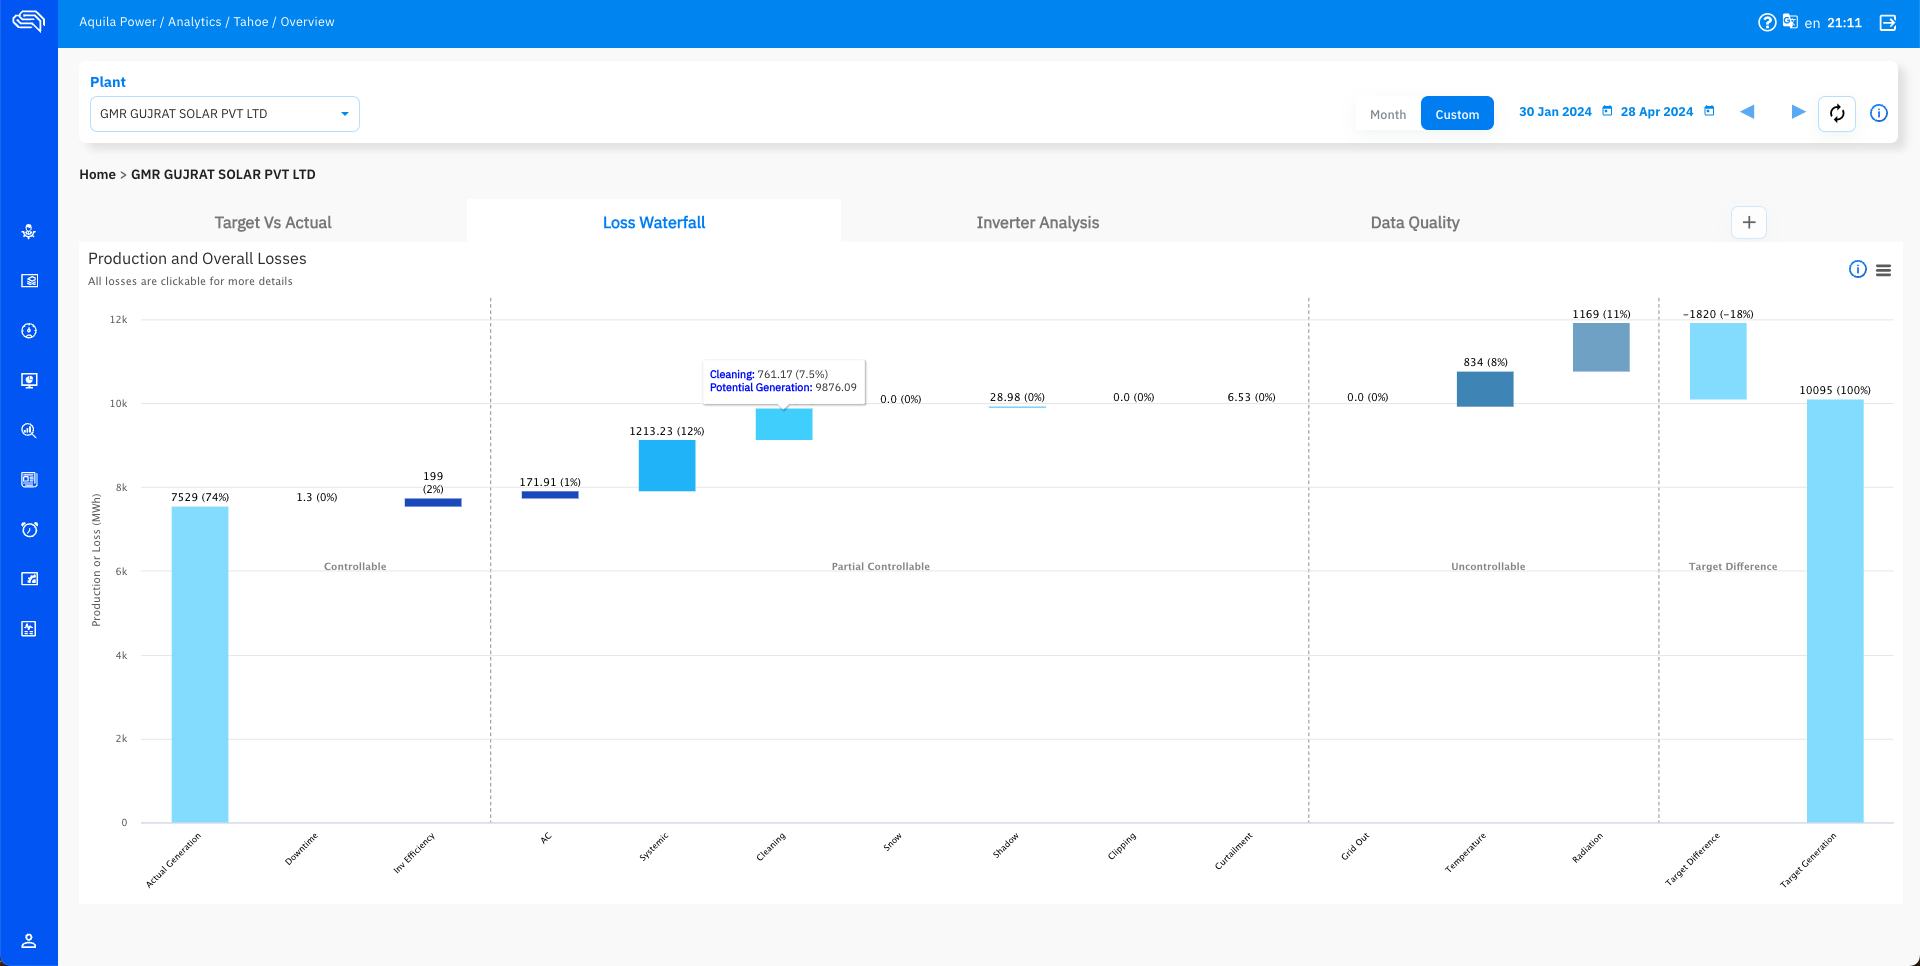 Aquila Power / Analytics / Tahoe / Overview
en 21:11
Plant
GMR GUJRAT SOLAR PVT LTD
Month
Custom
30 Jan 2024
28 Apr 2024
Home > GMR GUJRAT SOLAR PVT LTD
Target Vs Actual
Loss Waterfall
Inverter Analysis
Data Quality
+
Production and Overall Losses
All losses are clickable for more details
Production or Loss (MWh)
12k
10k
8k
6k
4k
2k
0
7529 (74%)
1.3 (0%)
199
(2%)
171.91 (1%)
1213.23 (12%)
Cleaning: 761.17 (7.5%)
Potential Generation: 9876.09
0.0 (0%)
28.98 (0%)
0.0 (0%)
6.53 (0%)
0.0 (0%)
834 (8%)
1169 (11%)
-1820 (-18%)
10095 (100%)
Controllable
Partial Controllable
Uncontrollable
Target Difference
Actual Generation
Downtime
Inv Efficiency
AC
Systemic
Cleaning
Snow
Shadow
Clipping
Curtailment
Grid Out
Temperature
Radiation
Target Difference
Target Generation